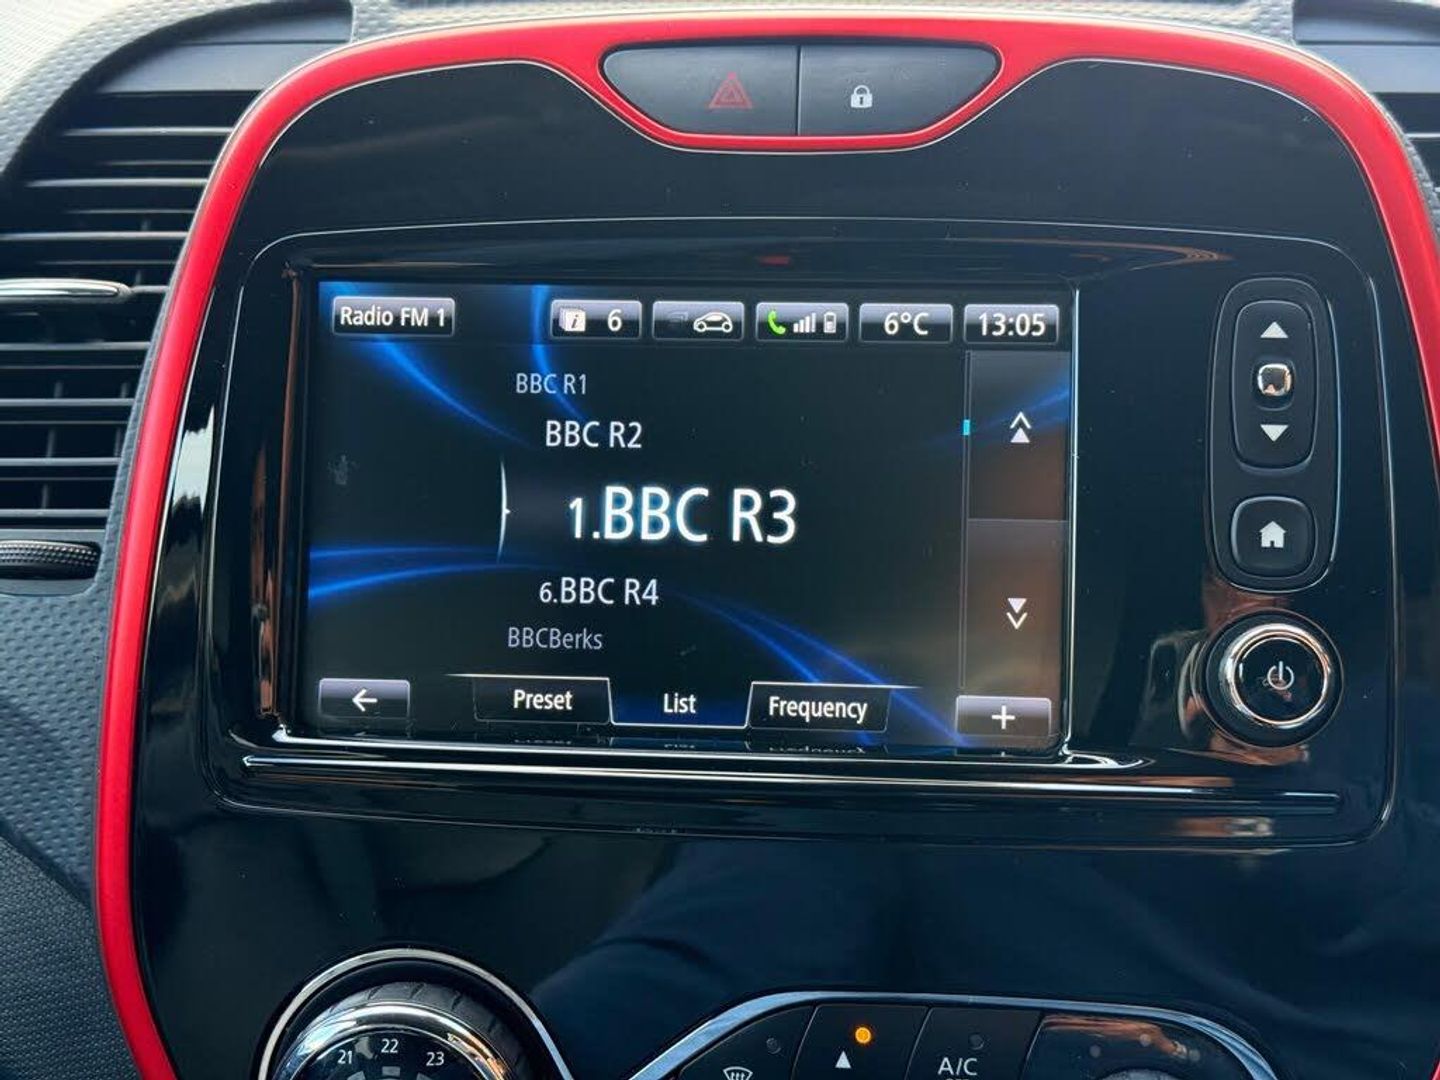 Radio FM 1
6
6°C
13:05
BBC R1
BBC R2
1.BBC R3
6.BBC R4
BBCBerks
Preset
List
Frequency
21 22 23
A/C